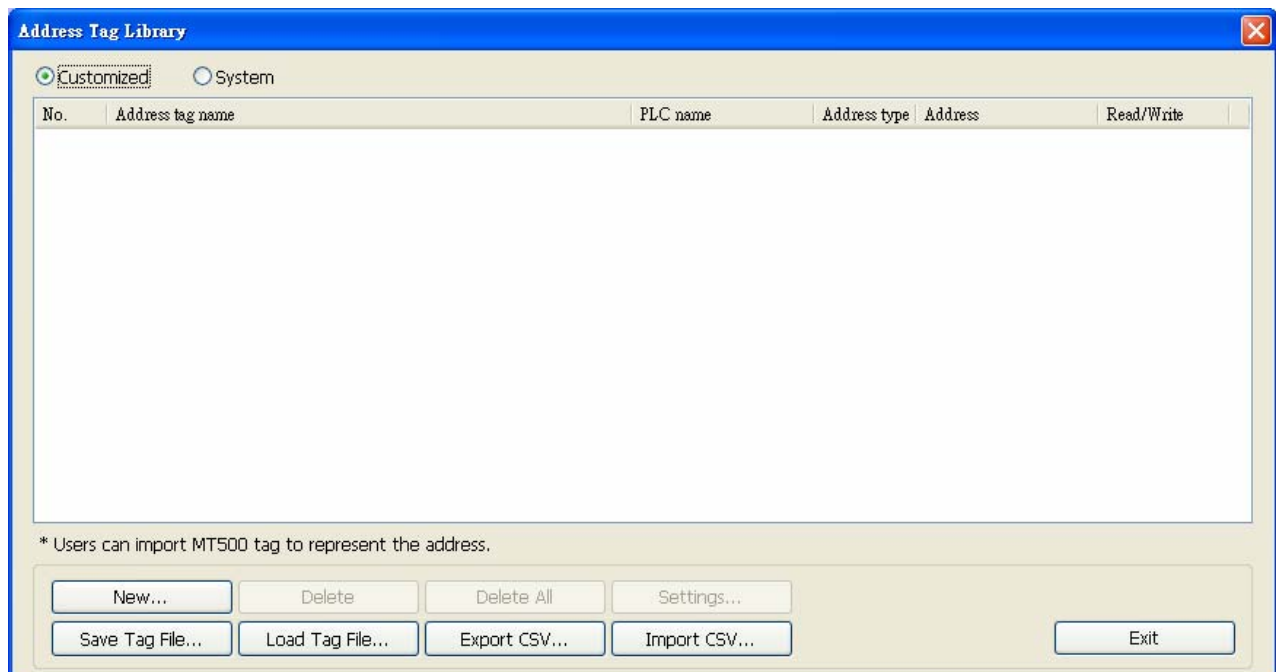 Address Tag Library
Customized System
No. Address tag name PLC name Address type Address Read/Write
* Users can import MT500 tag to represent the address.
New... Delete Delete All Settings...
Save Tag File... Load Tag File... Export CSV... Import CSV... Exit